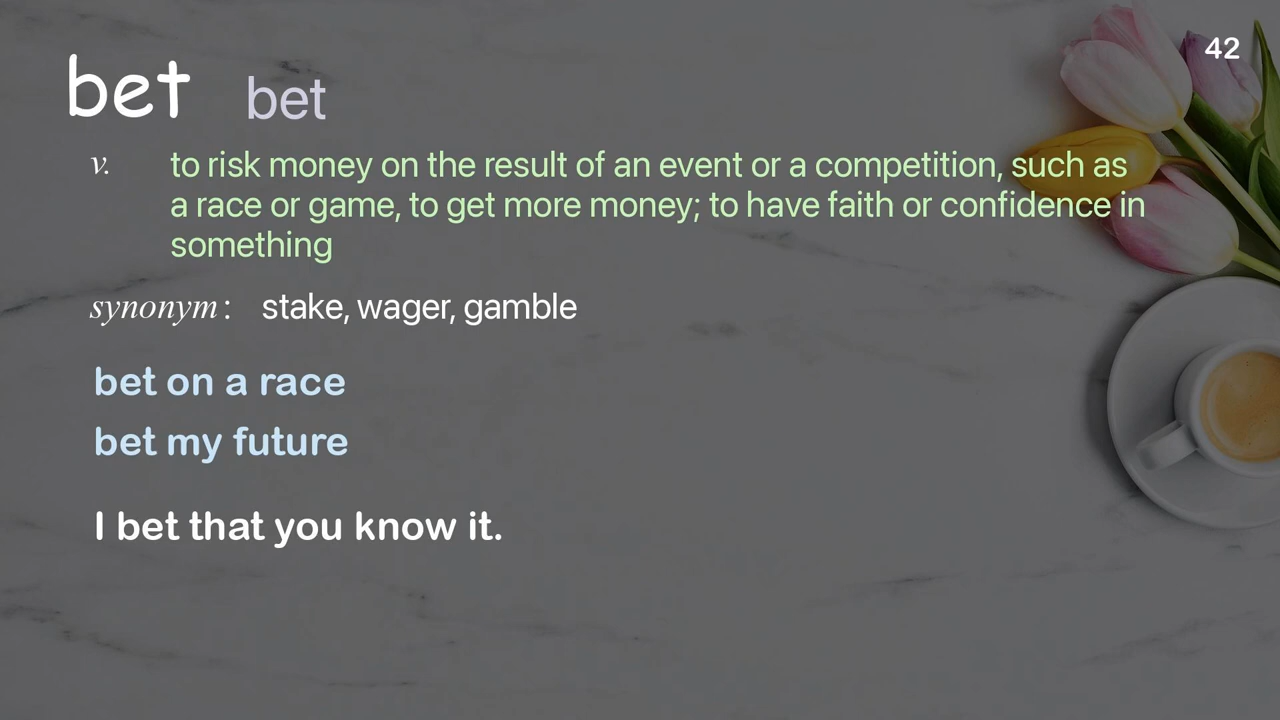 42
bet bet
v. to risk money on the result of an event or a competition, such as
a race or game, to get more money; to have faith or confidence in
something
synonym: stake, wager, gamble
bet on a race
bet my future
I bet that you know it.